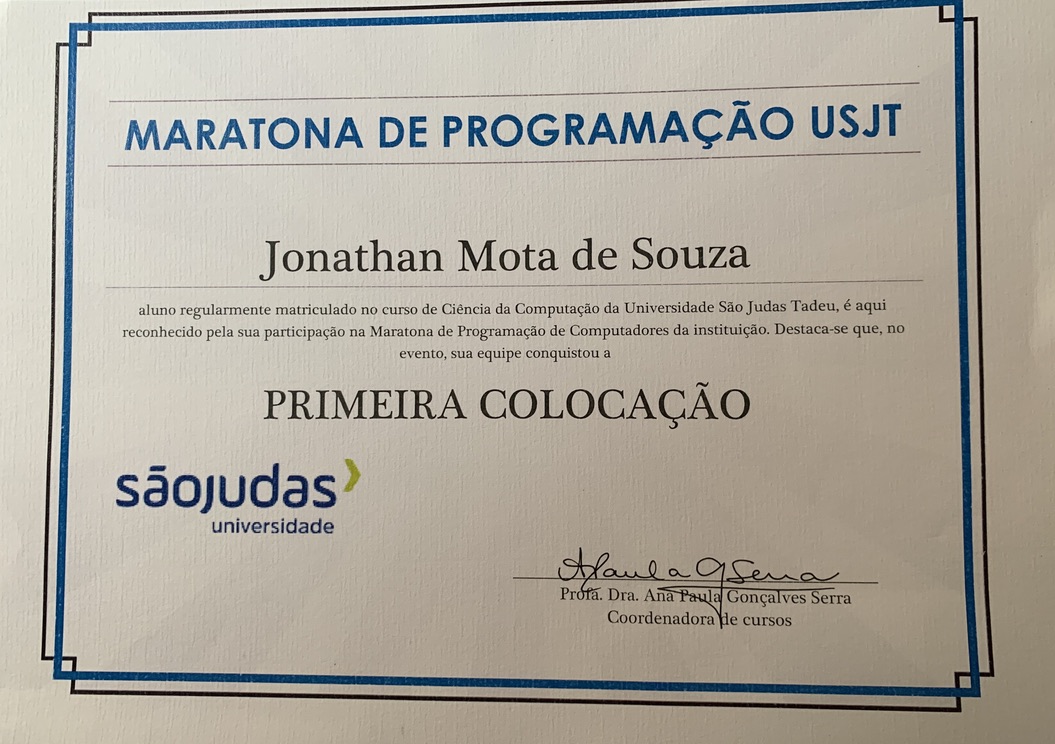 MARATONA DE PROGRAMAÇÃO USJT
Jonathan Mota de Souza
aluno regularmente matriculado no curso de Ciência da Computação da Universidade São Judas Tadeu, é aqui
reconhecido pela sua participação na Maratona de Programação de Computadores da instituição. Destaca-se que, no
evento, sua equipe conquistou a
PRIMEIRA COLOCAÇÃO
sãojudas
universidade
APaula G Serra
Profa. Dra. Ana Paula Gonçalves Serra
Coordenadora de cursos